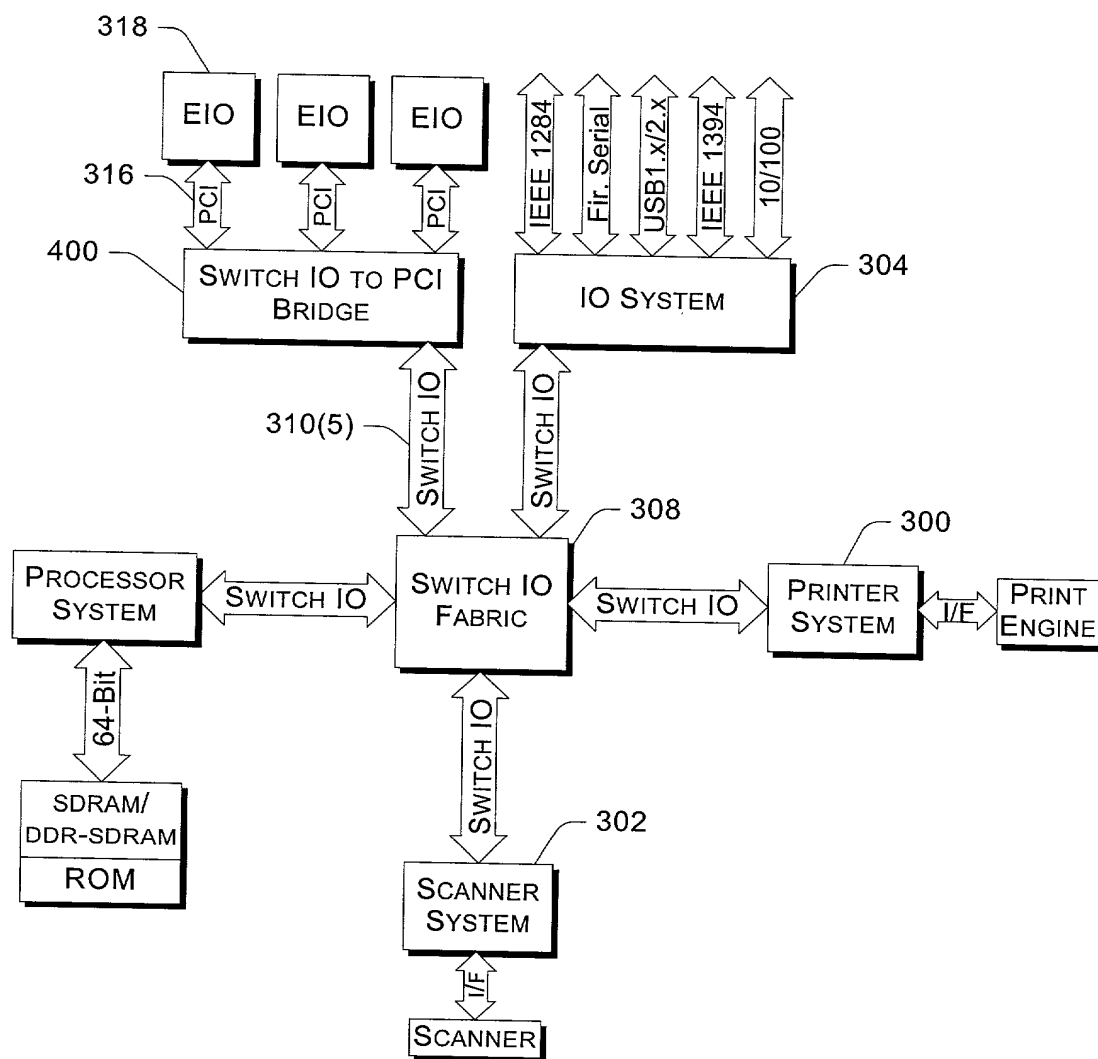 318
EIO
EIO
EIO
316
PCI
PCI
PCI
IEEE 1284
Fir. Serial
USB1.x/2.x
IEEE 1394
10/100
400
SWITCH IO TO PCI
BRIDGE
304
IO SYSTEM
310(5)
SWITCH IO
SWITCH IO
308
300
PROCESSOR
SYSTEM
SWITCH IO
SWITCH IO
FABRIC
SWITCH IO
PRINTER
SYSTEM
I/F
PRINT
ENGINE
64-Bit
SDRAM/
DDR-SDRAM
ROM
SWITCH IO
302
SCANNER
SYSTEM
I/F
SCANNER